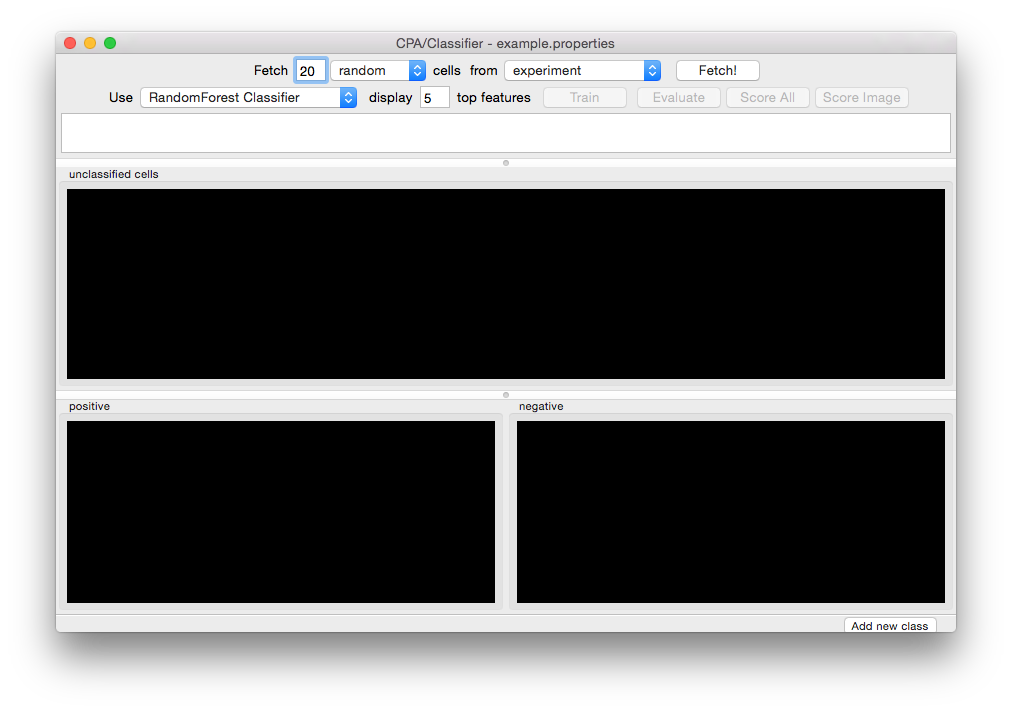 CPA/Classifier - example.properties
Fetch 20 random cells from experiment Fetch!
Use RandomForest Classifier display 5 top features Train Evaluate Score All Score Image
unclassified cells
positive negative
Add new class